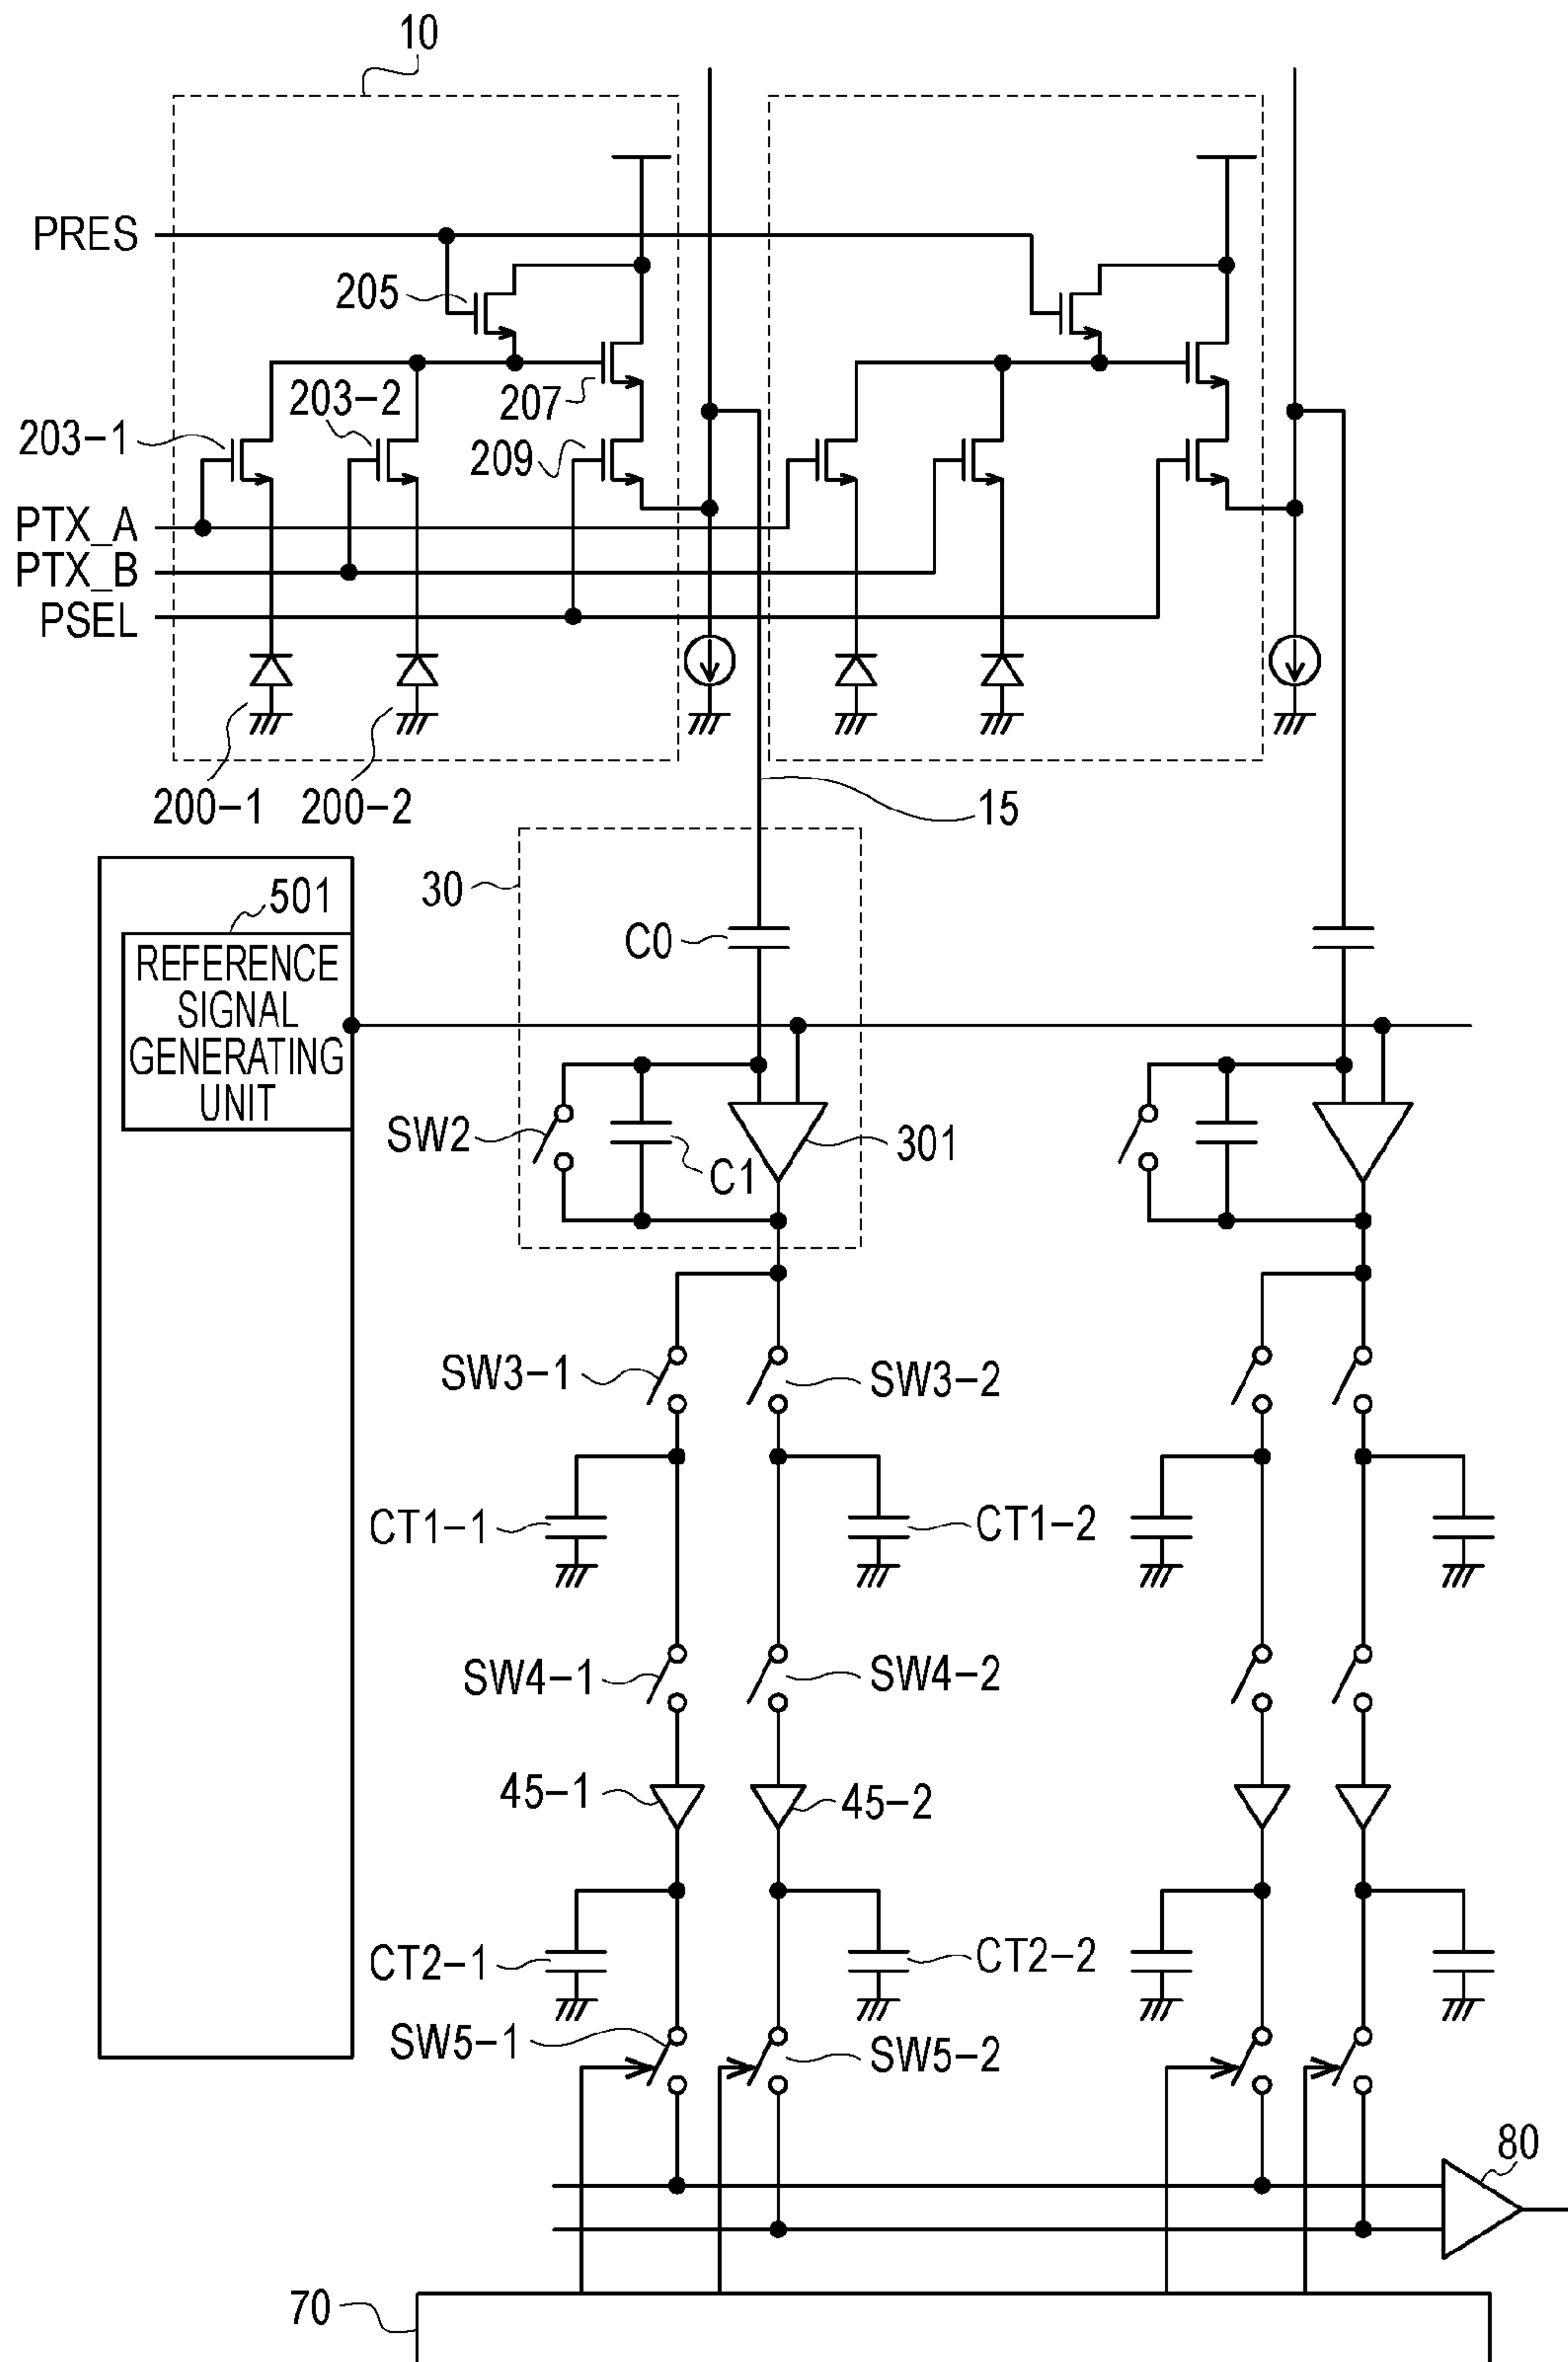 10
PRES
205
203-2
207
203-1
209
PTX_A
PTX_B
PSEL
200-1
200-2
15
30
501
C0
REFERENCE
SIGNAL
GENERATING
UNIT
SW2
301
C1
SW3-1
SW3-2
CT1-1
CT1-2
SW4-1
SW4-2
45-1
45-2
CT2-1
CT2-2
SW5-1
SW5-2
80
70